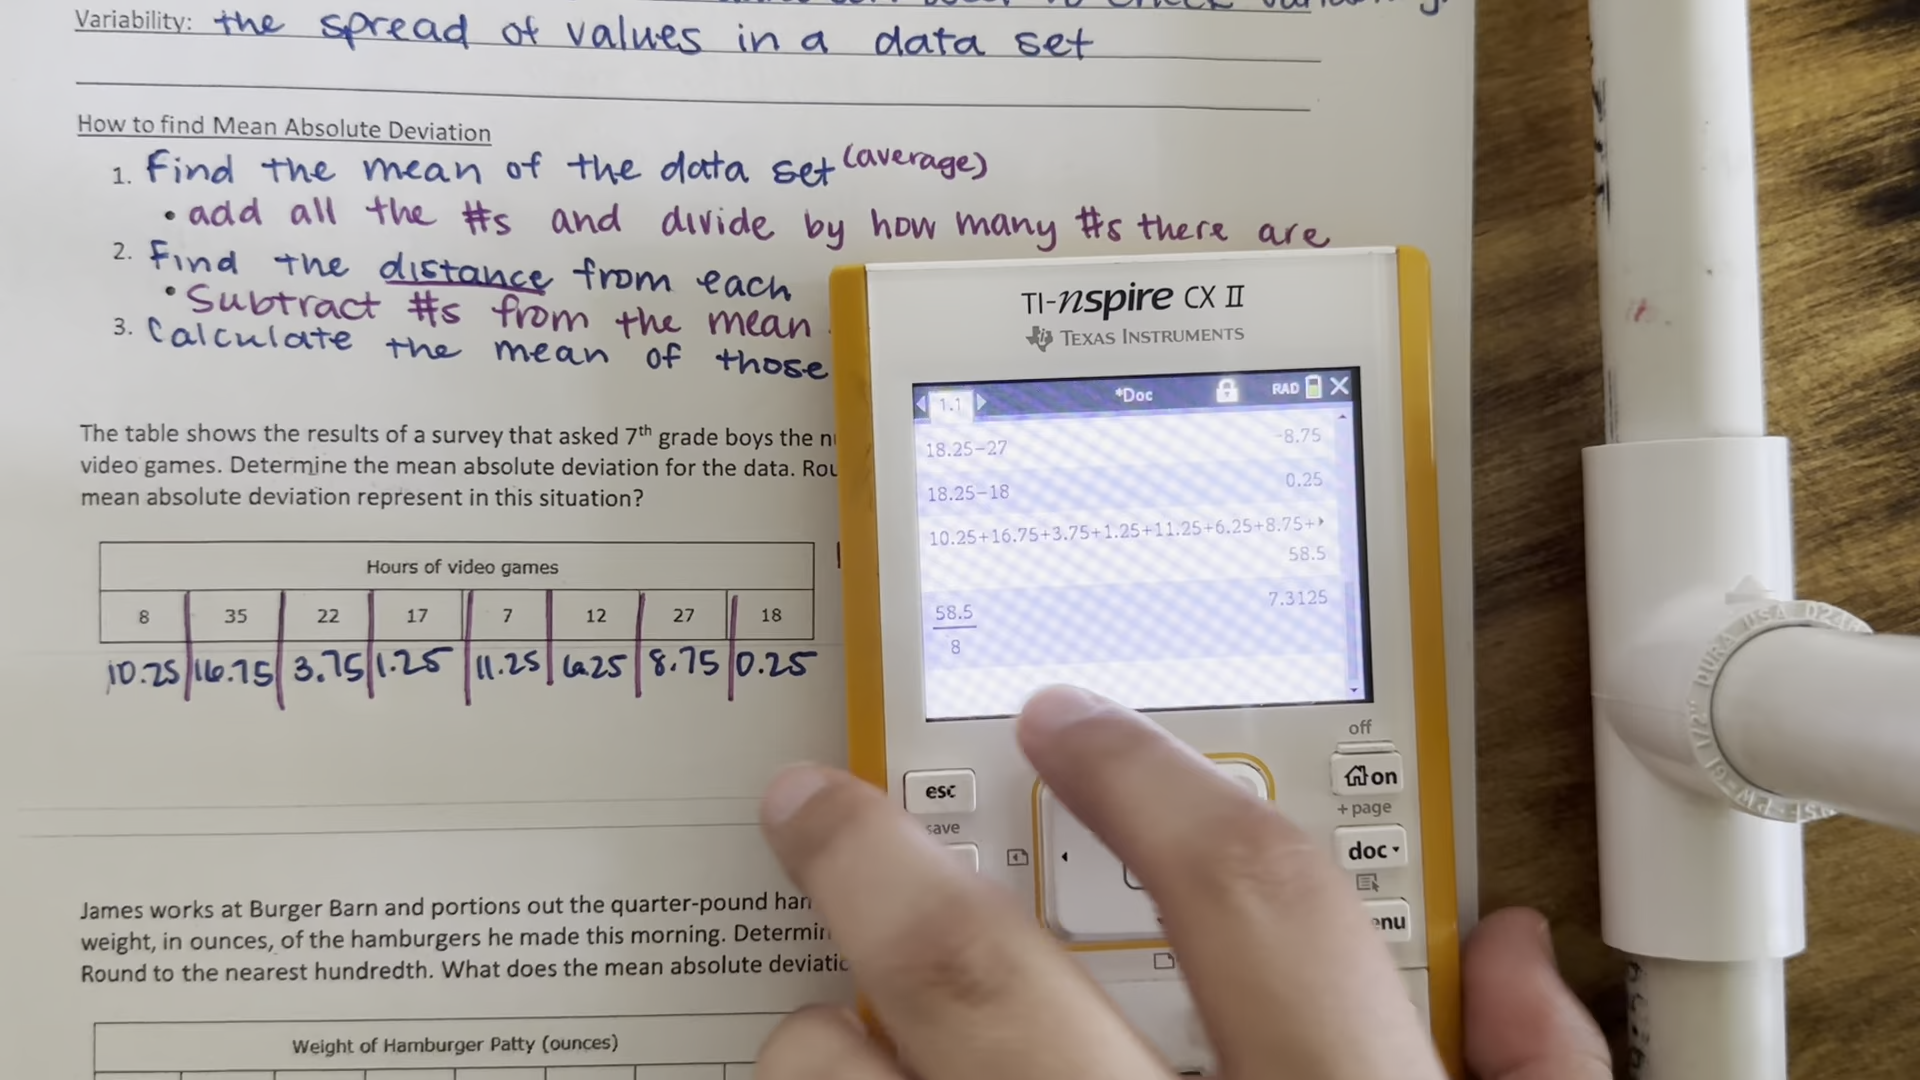 Variability: the spread of values in a data set
How to find Mean Absolute Deviation
1. Find the mean of the data set (average)
• add all the #s and divide by how many #s there are
2. Find the distance from each
• Subtract #s from the mean
3. Calculate the mean of those
The table shows the results of a survey that asked 7th grade boys the
video games. Determine the mean absolute deviation for the data.
mean absolute deviation represent in this situation?
Hours of video games
8 35 22 17 7 12 27 18
10.25 16.75 3.75 1.25 11.25 6.25 8.75 0.25
James works at Burger Barn and portions out the quarter-pound
weight, in ounces, of the hamburgers he made this morning.
Round to the nearest hundredth. What does the mean absolute
Weight of Hamburger Patty (ounces)
TI-nspire CX II
TEXAS INSTRUMENTS
1.1 *Doc RAD
18.25-27 -8.75
18.25-18 0.25
10.25+16.75+3.75+1.25+11.25+6.25+8.75+
58.5
58.5 7.3125
8
off
esc
on
save
+ page
doc
enu
DURA USA
1/2"